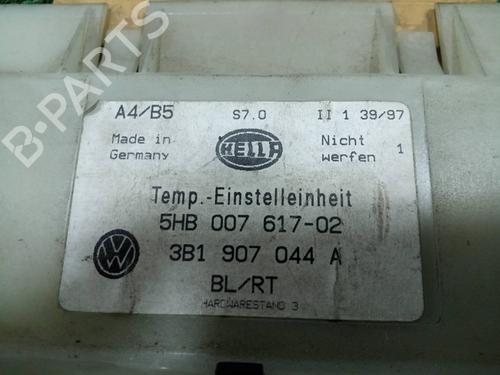 B-PARTS
A4/B5 S7.0 II 1 39/97
Made in Germany HELLA Nicht werfen 1
Temp.-Einstelleinheit
5HB 007 617-02
VW 3B1 907 044 A
BL/RT
HARDWARESTAND 3